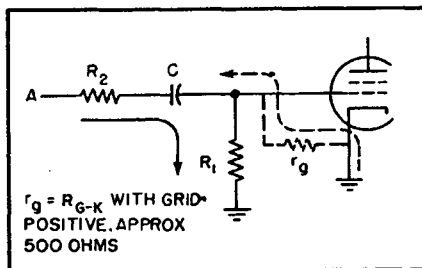 R2 C
A
R1 rg
rg = RG-K WITH GRID
POSITIVE, APPROX
500 OHMS